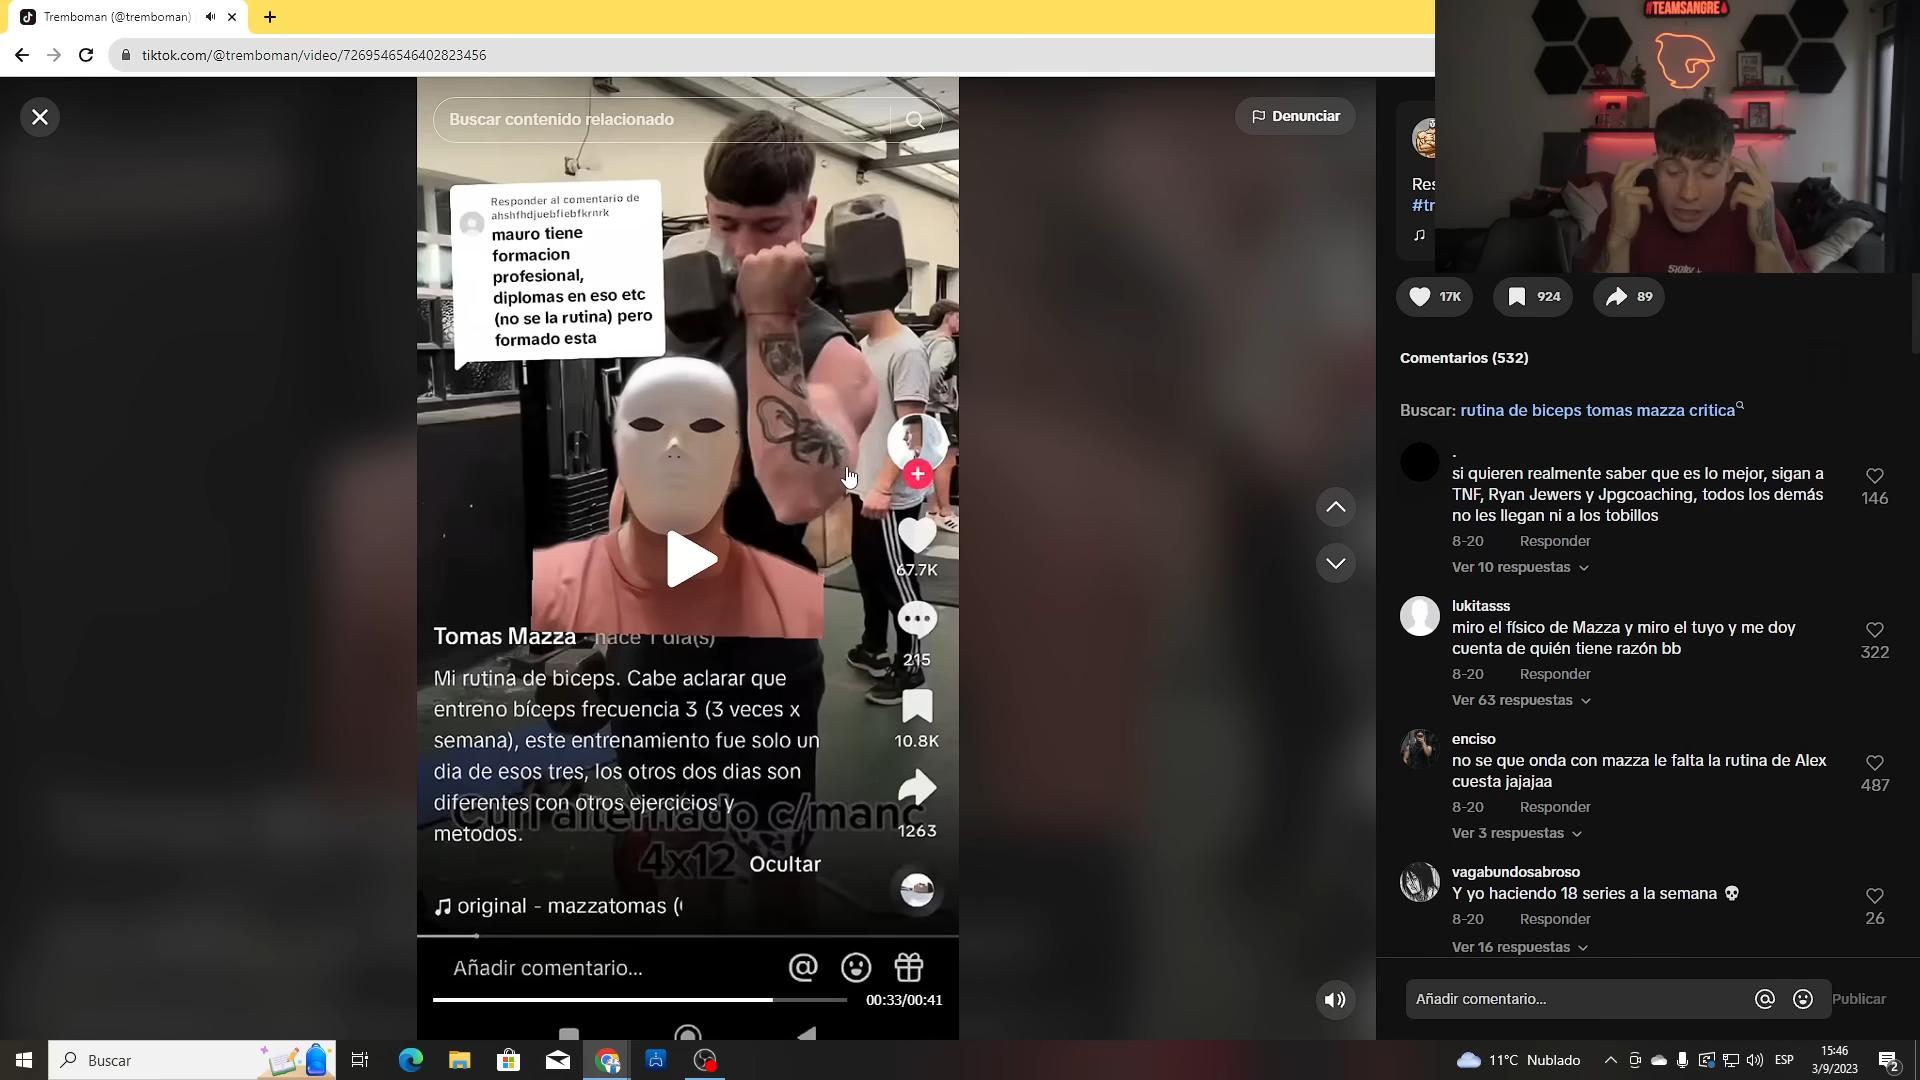 Tremboman (@tremboman)
tiktok.com/@tremboman/video/7269546546402823456
#TEAMSANGRE
Buscar contenido relacionado
Denunciar
Responder al comentario de
ahshfhdjuebfiebfkrnrk
mauro tiene
formacion
profesional,
diplomas en eso etc
(no se la rutina) pero
formado esta
67.7K
215
10.8K
1263
Tomas Mazza · hace 1 día(s)
Mi rutina de biceps. Cabe aclarar que
entreno bíceps frecuencia 3 (3 veces x
semana), este entrenamiento fue solo un
dia de esos tres, los otros dos dias son
diferentes con otros ejercicios y
metodos.
Curl alternado c/manc
4x12
Ocultar
original - mazzatomas (
Añadir comentario...
00:33/00:41
Res
#tr
17K
924
89
Comentarios (532)
Buscar: rutina de biceps tomas mazza critica
.
si quieren realmente saber que es lo mejor, sigan a
TNF, Ryan Jewers y Jpgcoaching, todos los demás
no les llegan ni a los tobillos
146
8-20 Responder
Ver 10 respuestas
lukitasss
miro el físico de Mazza y miro el tuyo y me doy
cuenta de quién tiene razón bb
322
8-20 Responder
Ver 63 respuestas
enciso
no se que onda con mazza le falta la rutina de Alex
cuesta jajajaa
487
8-20 Responder
Ver 3 respuestas
vagabundosabroso
Y yo haciendo 18 series a la semana 💀
26
8-20 Responder
Ver 16 respuestas
Añadir comentario...
Publicar
Buscar
11°C Nublado
ESP
15:46
3/9/2023
2